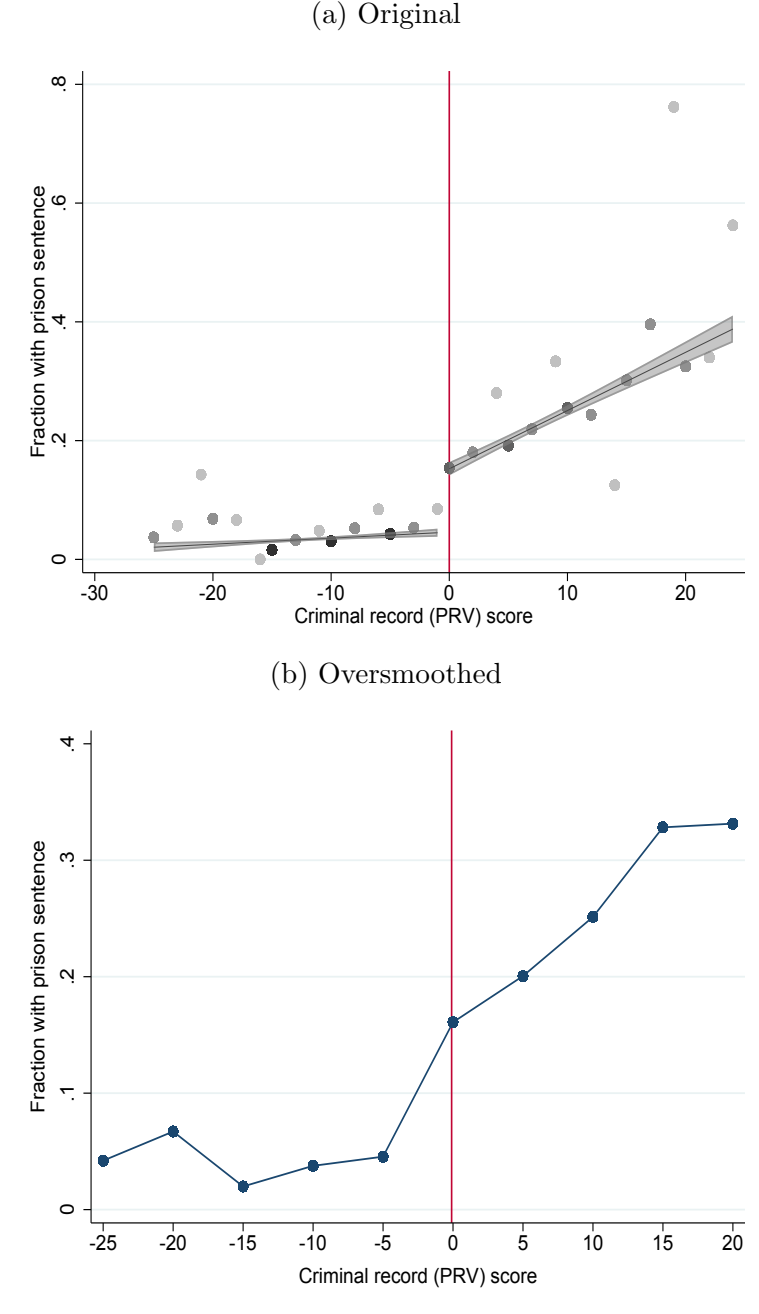 (a) Original
.8
.6
.4
.2
0
Fraction with prison sentence
-30 -20 -10 0 10 20
Criminal record (PRV) score
(b) Oversmoothed
.4
.3
.2
.1
0
Fraction with prison sentence
-25 -20 -15 -10 -5 0 5 10 15 20
Criminal record (PRV) score